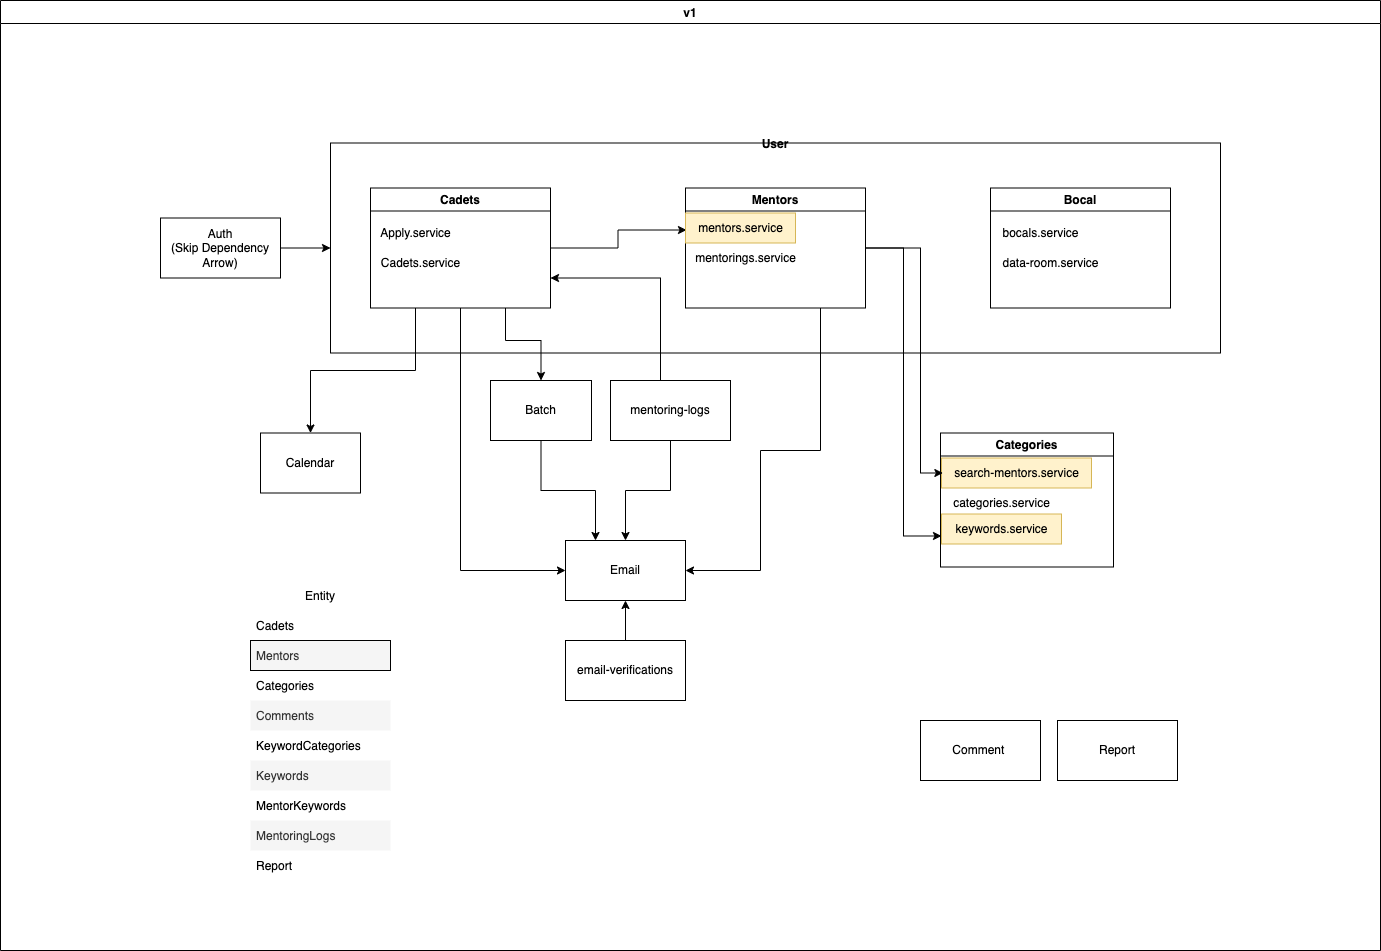 v1
User
Cadets
Apply.service
Cadets.service
Mentors
mentors.service
mentorings.service
Bocal
bocals.service
data-room.service
Auth
(Skip Dependency
Arrow)
Batch
mentoring-logs
Calendar
Categories
search-mentors.service
categories.service
keywords.service
Email
email-verifications
Entity
Cadets
Mentors
Categories
Comments
KeywordCategories
Keywords
MentorKeywords
MentoringLogs
Report
Comment
Report